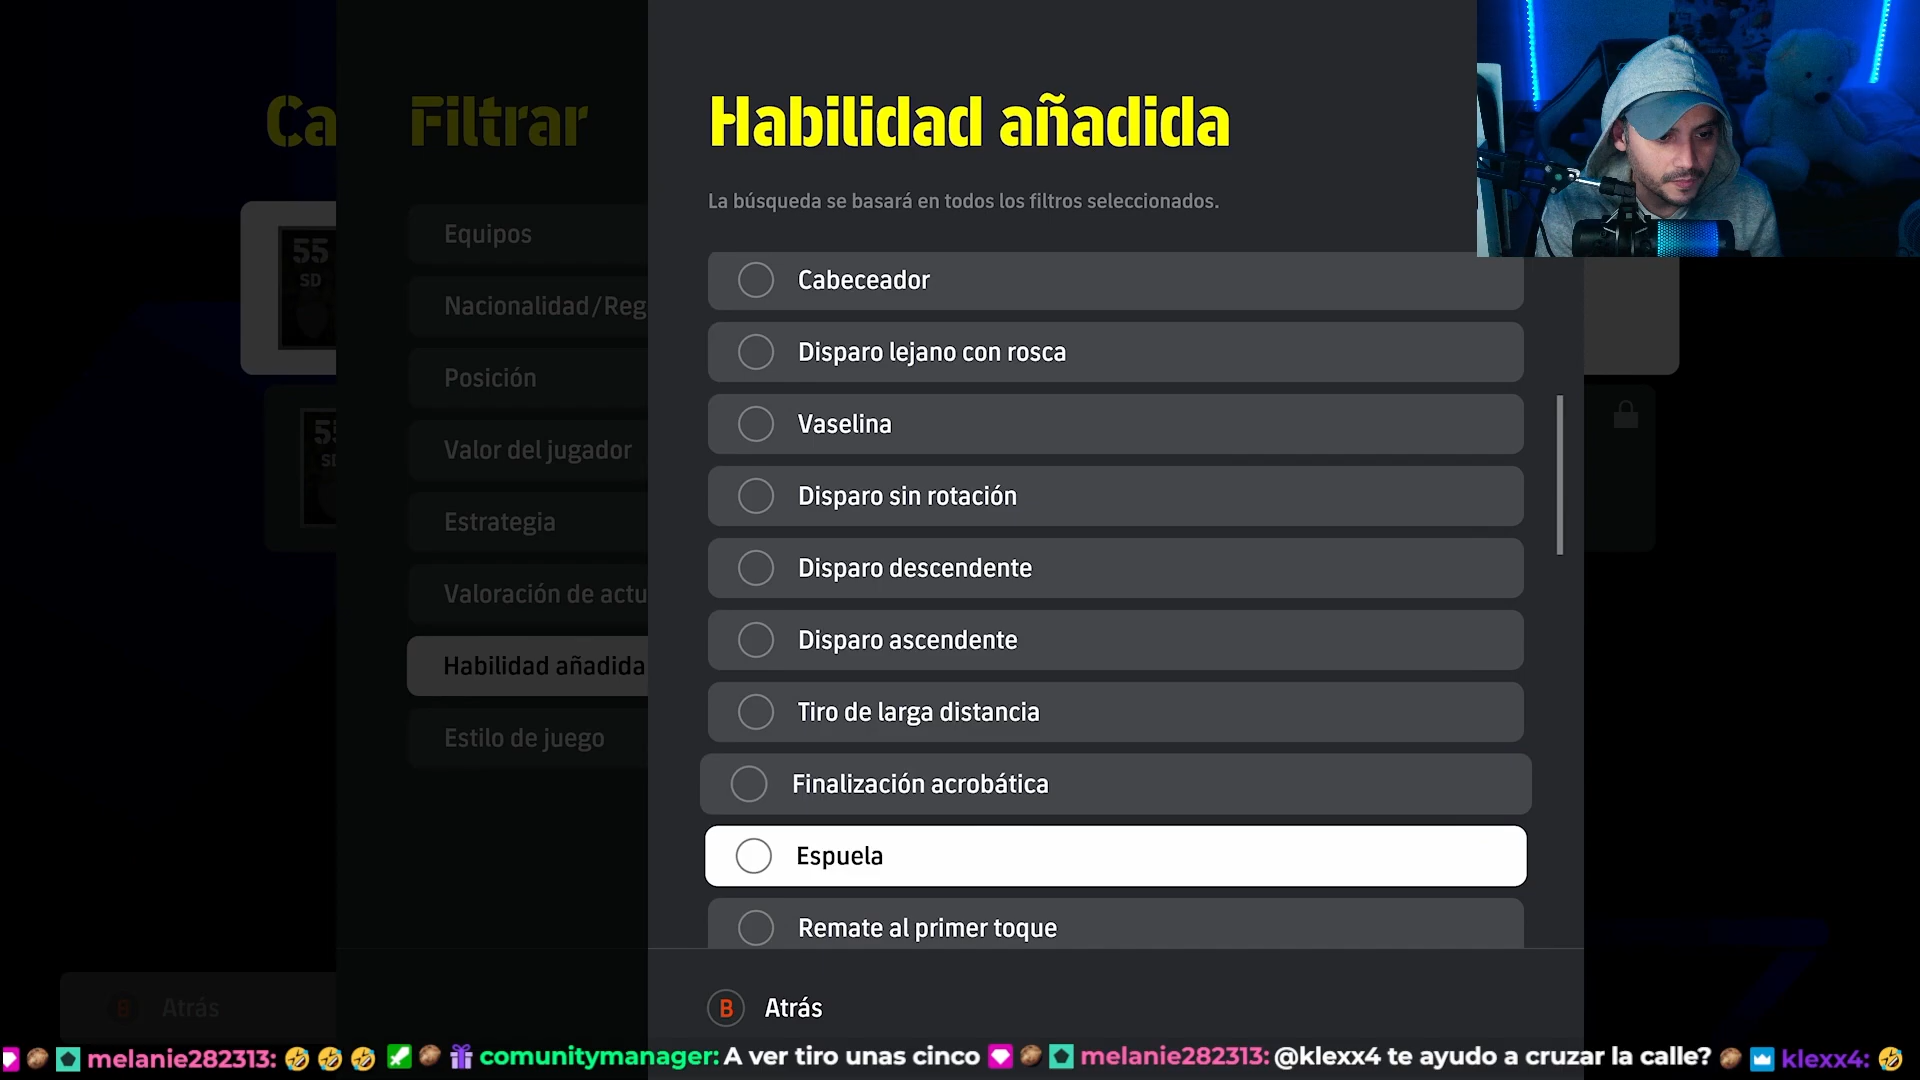 Ca
Filtrar
Habilidad añadida
La búsqueda se basará en todos los filtros seleccionados.
55
SD
Equipos
Nacionalidad/Reg
Posición
Valor del jugador
Estrategia
Valoración de actu
Habilidad añadida
Estilo de juego
Cabeceador
Disparo lejano con rosca
Vaselina
Disparo sin rotación
Disparo descendente
Disparo ascendente
Tiro de larga distancia
Finalización acrobática
Espuela
Remate al primer toque
B Atrás
B Atrás
melanie282313: 🤣 🤣 🤣 comunitymanager: A ver tiro unas cinco melanie282313: @klexx4 te ayudo a cruzar la calle? klexx4: 🤣